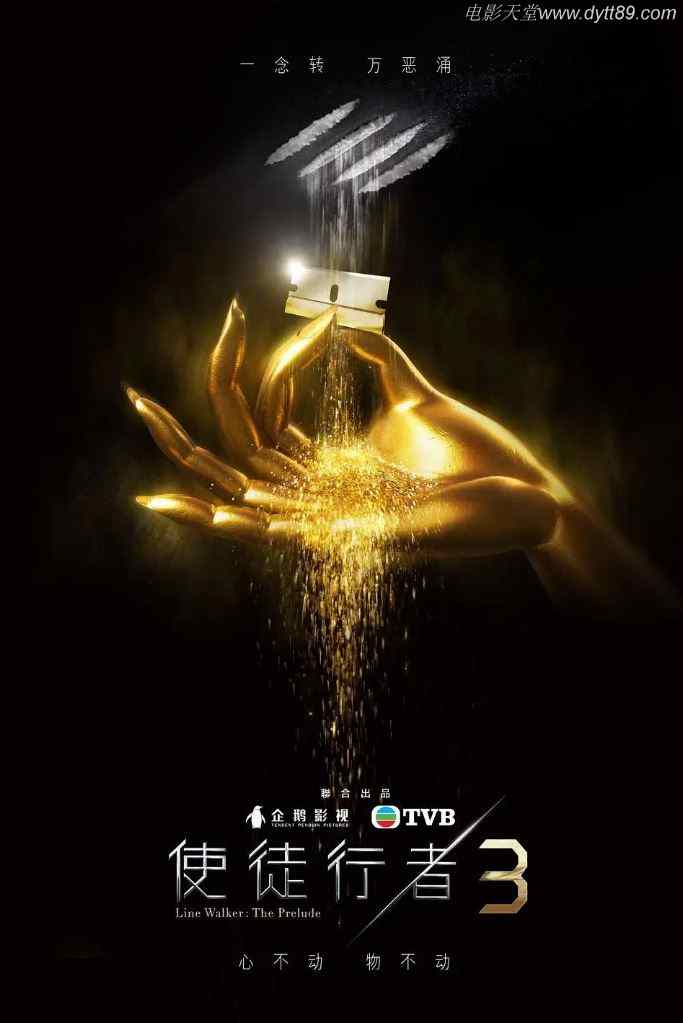 电影天堂www.dytt89.com
一念转 万恶涌
聯合出品
企鹅影视 TVB
TENCENT PENGUIN PICTURES
使徒行者3
Line Walker: The Prelude
心不动 物不动